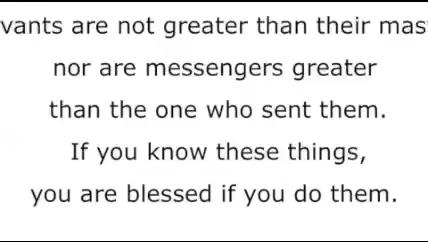 vants are not greater than their mas
nor are messengers greater
than the one who sent them.
If you know these things,
you are blessed if you do them.